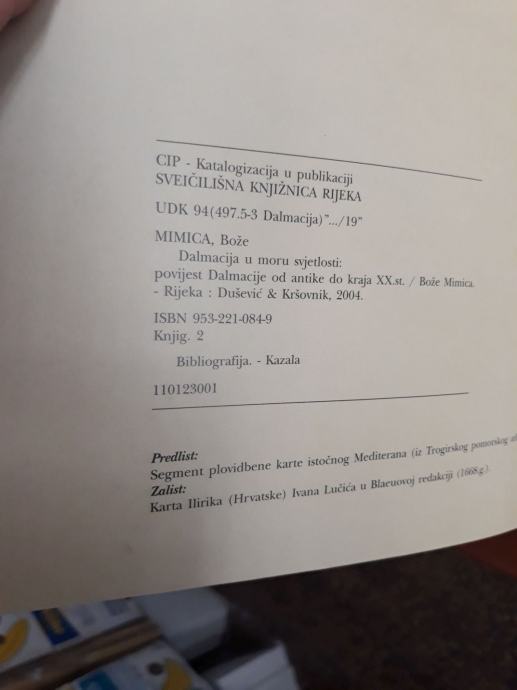 CIP - Katalogizacija u publikaciji
SVEIČILIŠNA KNJIŽNICA RIJEKA
UDK 94(497.5-3 Dalmacija)".../19"
MIMICA, Bože
Dalmacija u moru svjetlosti:
povijest Dalmacije od antike do kraja XX.st. / Bože Mimica.
- Rijeka : Dušević & Kršovnik, 2004.
ISBN 953-221-084-9
Knjig. 2
Bibliografija. - Kazala
110123001
Predlist:
Segment plovidbene karte istočnog Mediterana (iz Trogirskog pomorskog
Zalist:
Karta Ilirika (Hrvatske) Ivana Lučića u Blaeuovoj redakciji (1668.g.).